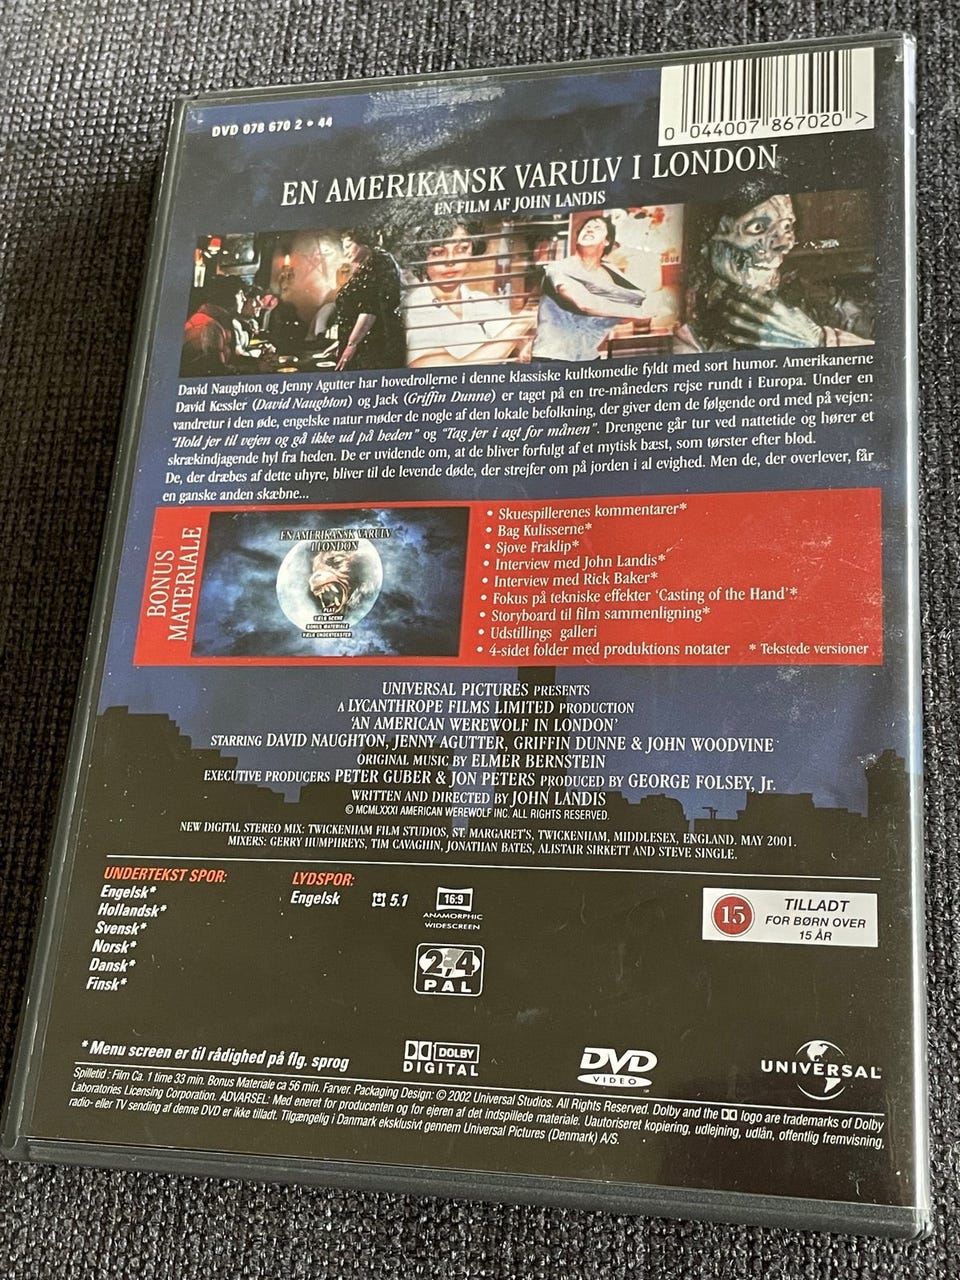 DVD 078 670 2 • 44
0 044007 867020 >
EN AMERIKANSK VARULV I LONDON
EN FILM AF JOHN LANDIS
David Naughton og Jenny Agutter har hovedrollerne i denne klassiske kultkomedie fyldt med sort humor. Amerikanerne
David Kessler (David Naughton) og Jack (Griffin Dunne) er taget på en tre-måneders rejse rundt i Europa. Under en
vandretur i den øde, engelske natur møder de nogle af den lokale befolkning, der giver dem de følgende ord med på vejen:
"Hold jer til vejen og gå ikke ud på heden" og "Tag jer i agt for månen". Drengene går tur ved nattetide og hører et
skrækindjagende hyl fra heden. De er uvidende om, at de bliver forfulgt af et mytisk bæst, som tørster efter blod.
De, der dræbes af dette uhyre, bliver til de levende døde, der strejfer om på jorden i al evighed. Men de, der overlever, får
en ganske anden skæbne...
BONUS
MATERIALE
EN AMERIKANSK VARULV
I LONDON
PLAY
VÆLG SCENE
BONUS MATERIALE
VÆLG UNDERTEKSTER
• Skuespillerenes kommentarer*
• Bag Kulisserne*
• Sjove Fraklip*
• Interview med John Landis*
• Interview med Rick Baker*
• Fokus på tekniske effekter 'Casting of the Hand'*
• Storyboard til film sammenligning*
• Udstillings galleri
• 4-sidet folder med produktions notater * Tekstede versioner
UNIVERSAL PICTURES PRESENTS
A LYCANTHROPE FILMS LIMITED PRODUCTION
'AN AMERICAN WEREWOLF IN LONDON'
STARRING DAVID NAUGHTON, JENNY AGUTTER, GRIFFIN DUNNE & JOHN WOODVINE
ORIGINAL MUSIC BY ELMER BERNSTEIN
EXECUTIVE PRODUCERS PETER GUBER & JON PETERS PRODUCED BY GEORGE FOLSEY, Jr.
WRITTEN AND DIRECTED BY JOHN LANDIS
© MCMLXXXI AMERICAN WEREWOLF INC. ALL RIGHTS RESERVED.
NEW DIGITAL STEREO MIX: TWICKENHAM FILM STUDIOS, ST. MARGARET'S, TWICKENHAM, MIDDLESEX, ENGLAND. MAY 2001.
MIXERS: GERRY HUMPHREYS, TIM CAVAGHIN, JONATHAN BATES, ALISTAIR SIRKETT AND STEVE SINGLE.
UNDERTEKST SPOR:
Engelsk*
Hollandsk*
Svensk*
Norsk*
Dansk*
Finsk*
LYDSPOR:
Engelsk 5.1
16:9
ANAMORPHIC
WIDESCREEN
2,4
PAL
15
TILLADT
FOR BØRN OVER
15 ÅR
* Menu screen er til rådighed på flg. sprog
DOLBY
DIGITAL
DVD
VIDEO
UNIVERSAL
Spilletid : Film Ca. 1 time 33 min. Bonus Materiale ca 56 min. Farver. Packaging Design: © 2002 Universal Studios. All Rights Reserved. Dolby and the DD logo are trademarks of Dolby
Laboratories Licensing Corporation. ADVARSEL: Med eneret for producenten og for ejeren af det indspillede materiale. Uautoriseret kopiering, udlejning, udlån, offentlig fremvisning,
radio- eller TV sending af denne DVD er ikke tilladt. Tilgængelig i Danmark eksklusivt gennem Universal Pictures (Denmark) A/S.